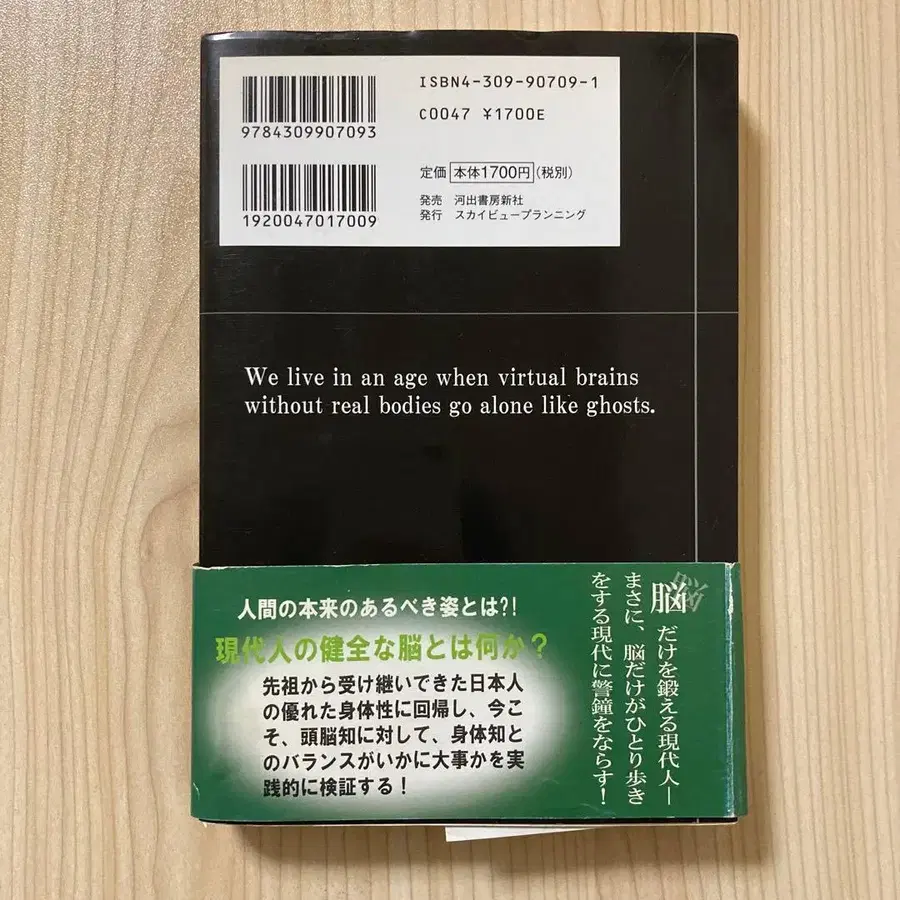 ISBN4-309-90709-1
C0047 ¥1700E
9784309907093
1920047017009
定価 本体1700円(税別)
発売 河出書房新社
発行 スカイビュープランニング
We live in an age when virtual brains
without real bodies go alone like ghosts.
脳だけを鍛える現代人―
まさに、脳だけがひとり歩き
をする現代に警鐘をならす!
人間の本来のあるべき姿とは?!
現代人の健全な脳とは何か?
先祖から受け継いできた日本人
の優れた身体性に回帰し、今こ
そ、頭脳知に対して、身体知と
のバランスがいかに大事かを実
践的に検証する!